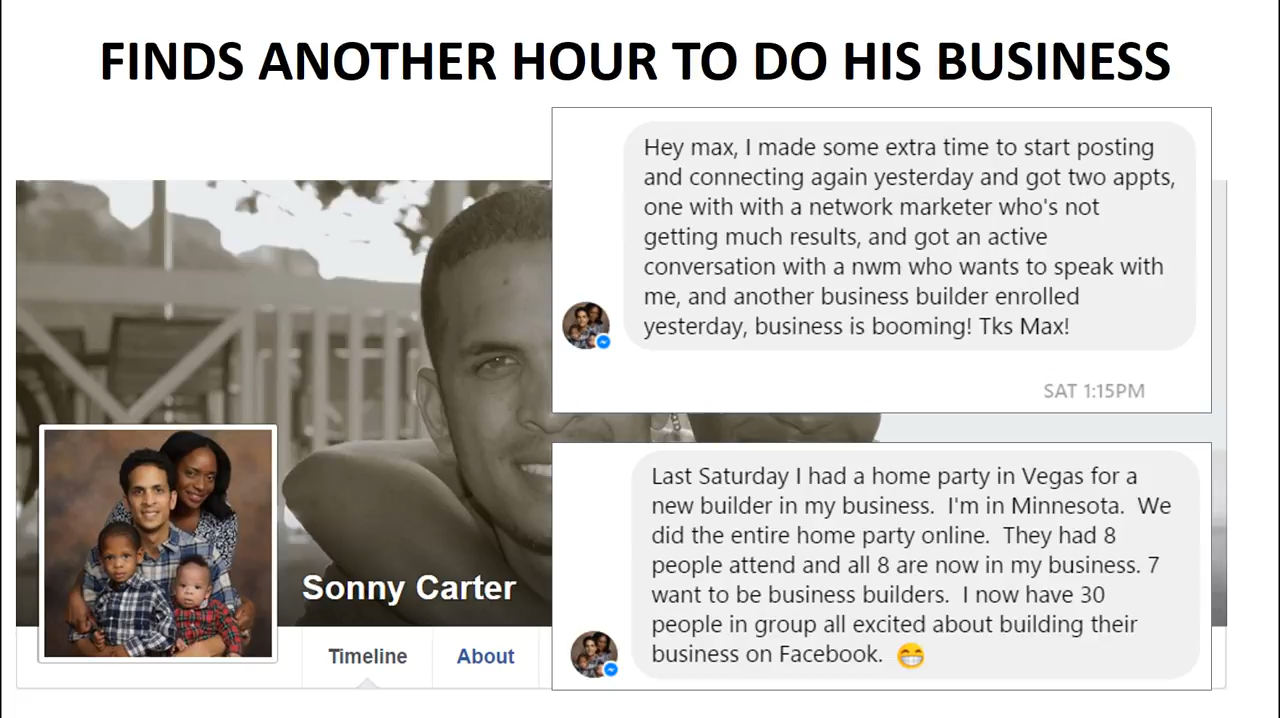 FINDS ANOTHER HOUR TO DO HIS BUSINESS
Hey max, I made some extra time to start posting
and connecting again yesterday and got two appts,
one with with a network marketer who's not
getting much results, and got an active
conversation with a nwm who wants to speak with
me, and another business builder enrolled
yesterday, business is booming! Tks Max!
SAT 1:15PM
Last Saturday I had a home party in Vegas for a
new builder in my business.  I'm in Minnesota.  We
did the entire home party online.  They had 8
people attend and all 8 are now in my business. 7
want to be business builders.  I now have 30
people in group all excited about building their
business on Facebook. 😁
Sonny Carter
Timeline
About